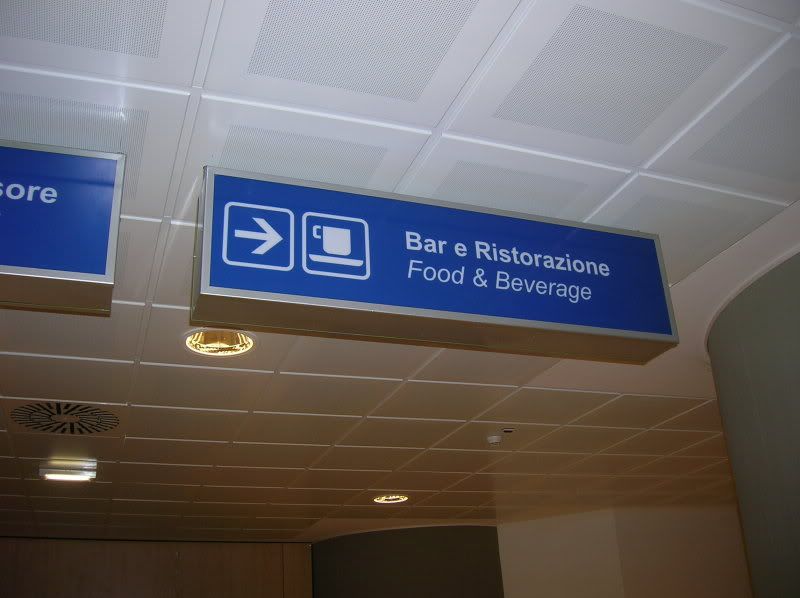 Bar e Ristorazione
Food & Beverage